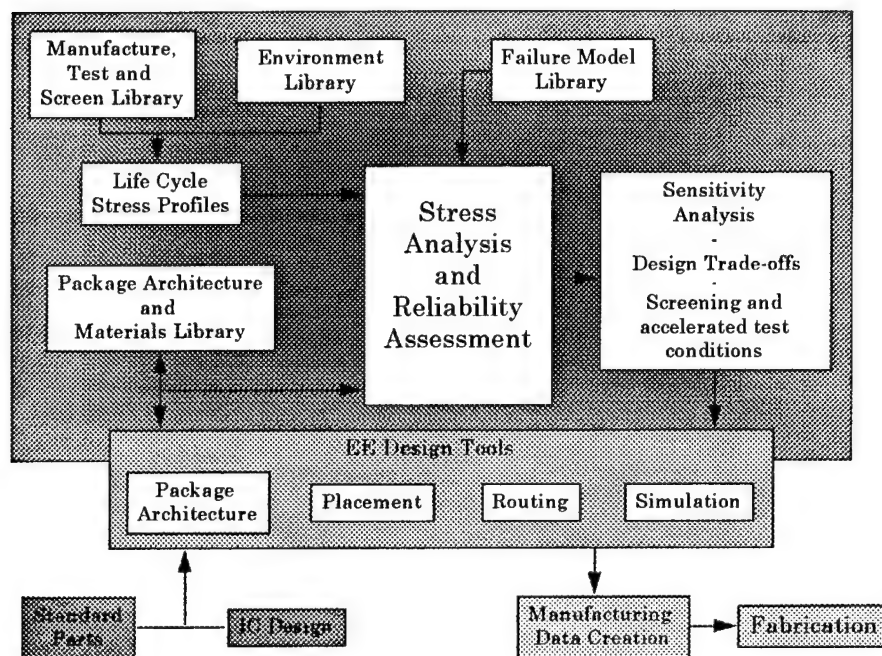 Manufacture,
Test and
Screen Library
Environment
Library
Failure Model
Library
Life Cycle
Stress Profiles
Stress
Analysis
and
Reliability
Assessment
Sensitivity
Analysis
-
Design Trade-offs
-
Screening and
accelerated test
conditions
Package Architecture
and
Materials Library
EE Design Tools
Package
Architecture
Placement
Routing
Simulation
Standard
Parts
IC Design
Manufacturing
Data Creation
Fabrication